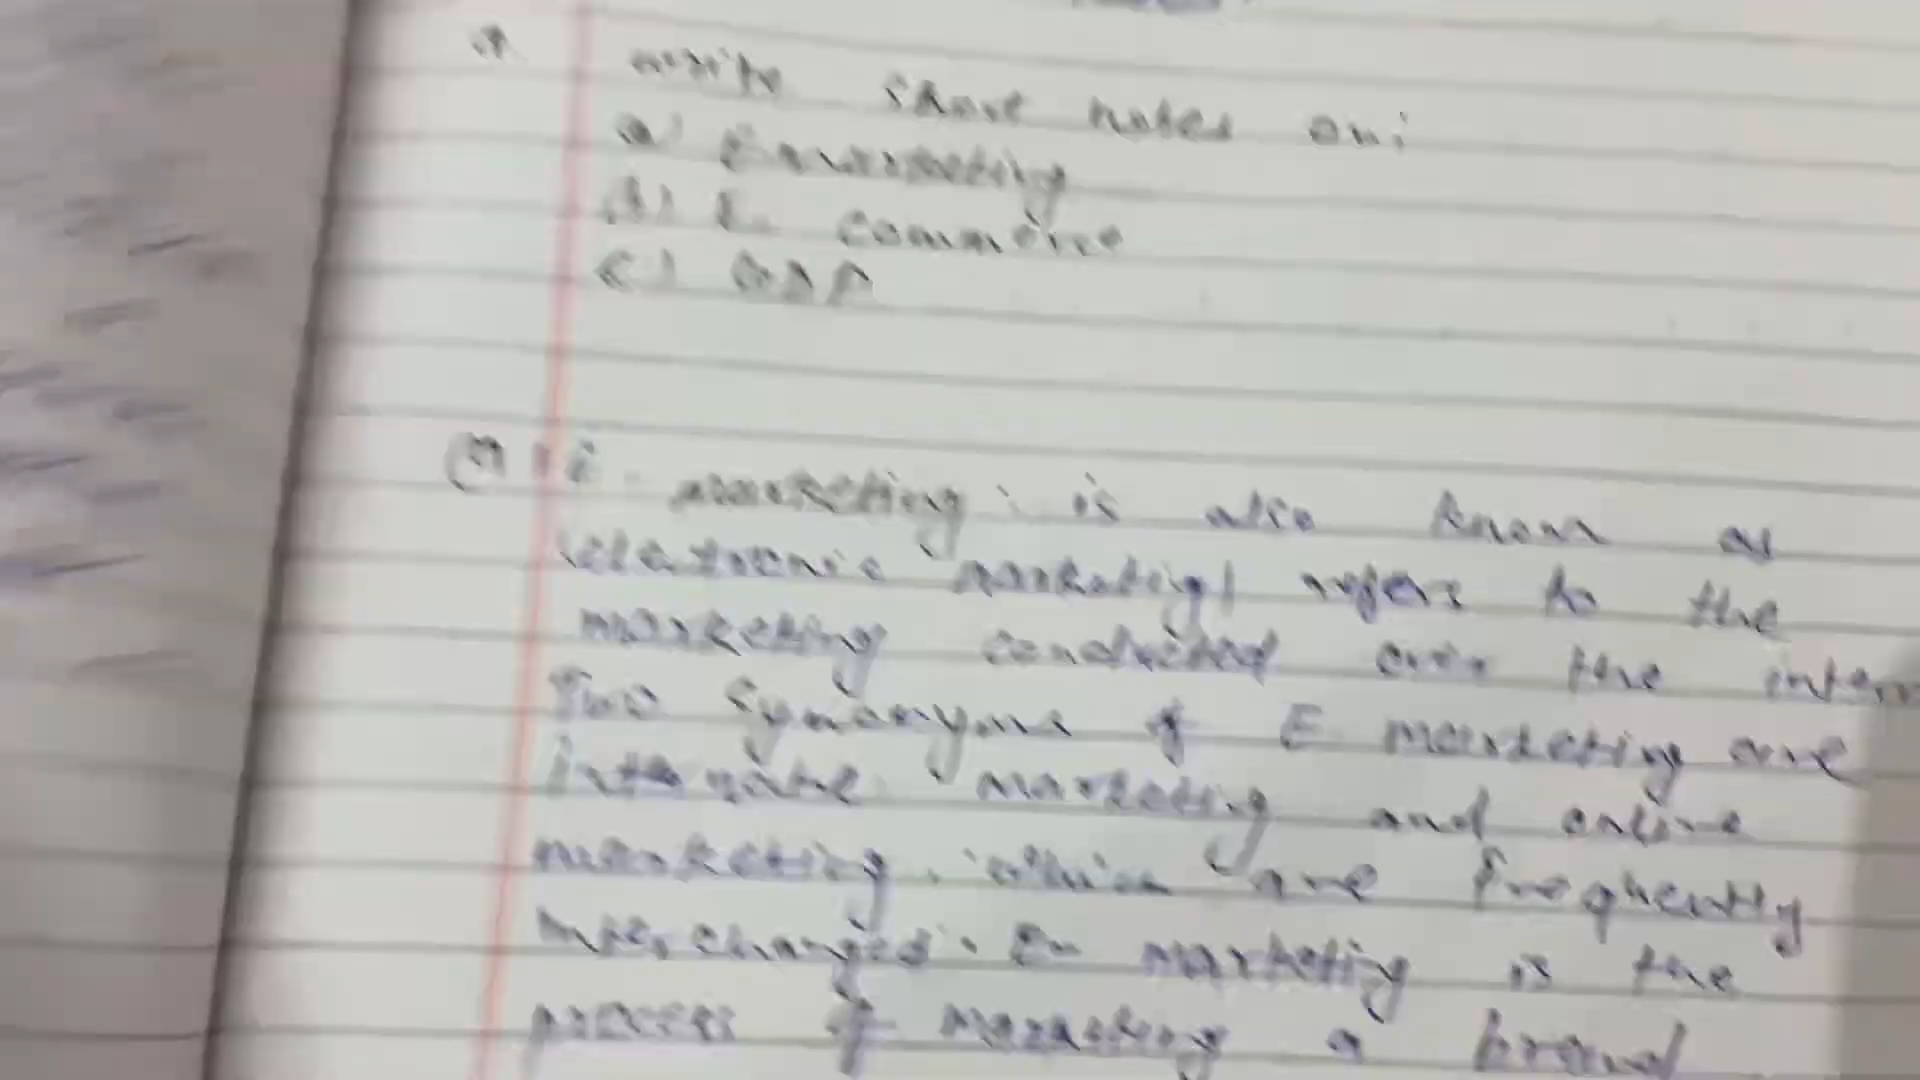 write short notes on:
a) E marketing
b) E. commerce
c) GDP
E. marketing : is also known as
electronic marketing) refers to the
marketing conducted over the intern
Two synonyms of E marketing are
marketing and online
marketing. which are frequently
interchanged. E- marketing is the
process of marketing a brand